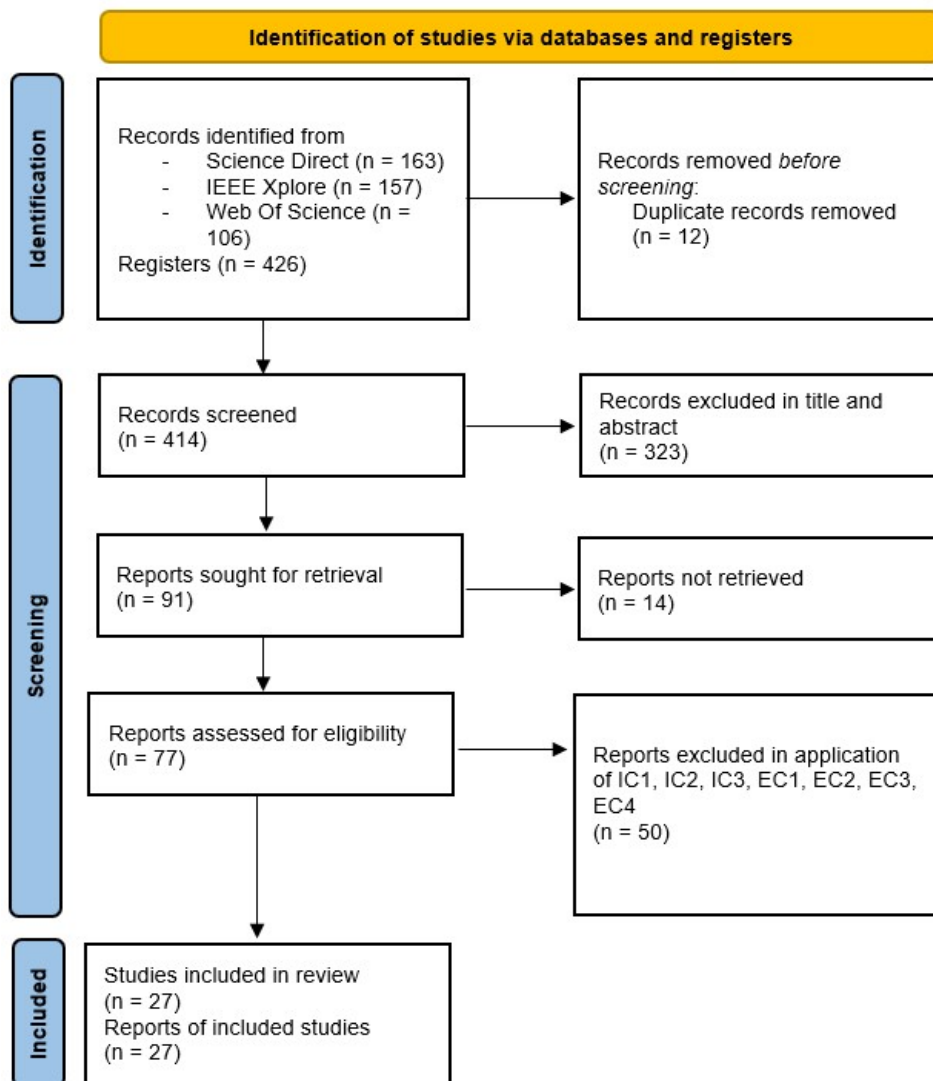 Identification of studies via databases and registers
Identification
Records identified from
- Science Direct (n = 163)
- IEEE Xplore (n = 157)
- Web Of Science (n =
106)
Registers (n = 426)
Records removed before
screening:
Duplicate records removed
(n = 12)
Screening
Records screened
(n = 414)
Records excluded in title and
abstract
(n = 323)
Reports sought for retrieval
(n = 91)
Reports not retrieved
(n = 14)
Reports assessed for eligibility
(n = 77)
Reports excluded in application
of IC1, IC2, IC3, EC1, EC2, EC3,
EC4
(n = 50)
Included
Studies included in review
(n = 27)
Reports of included studies
(n = 27)